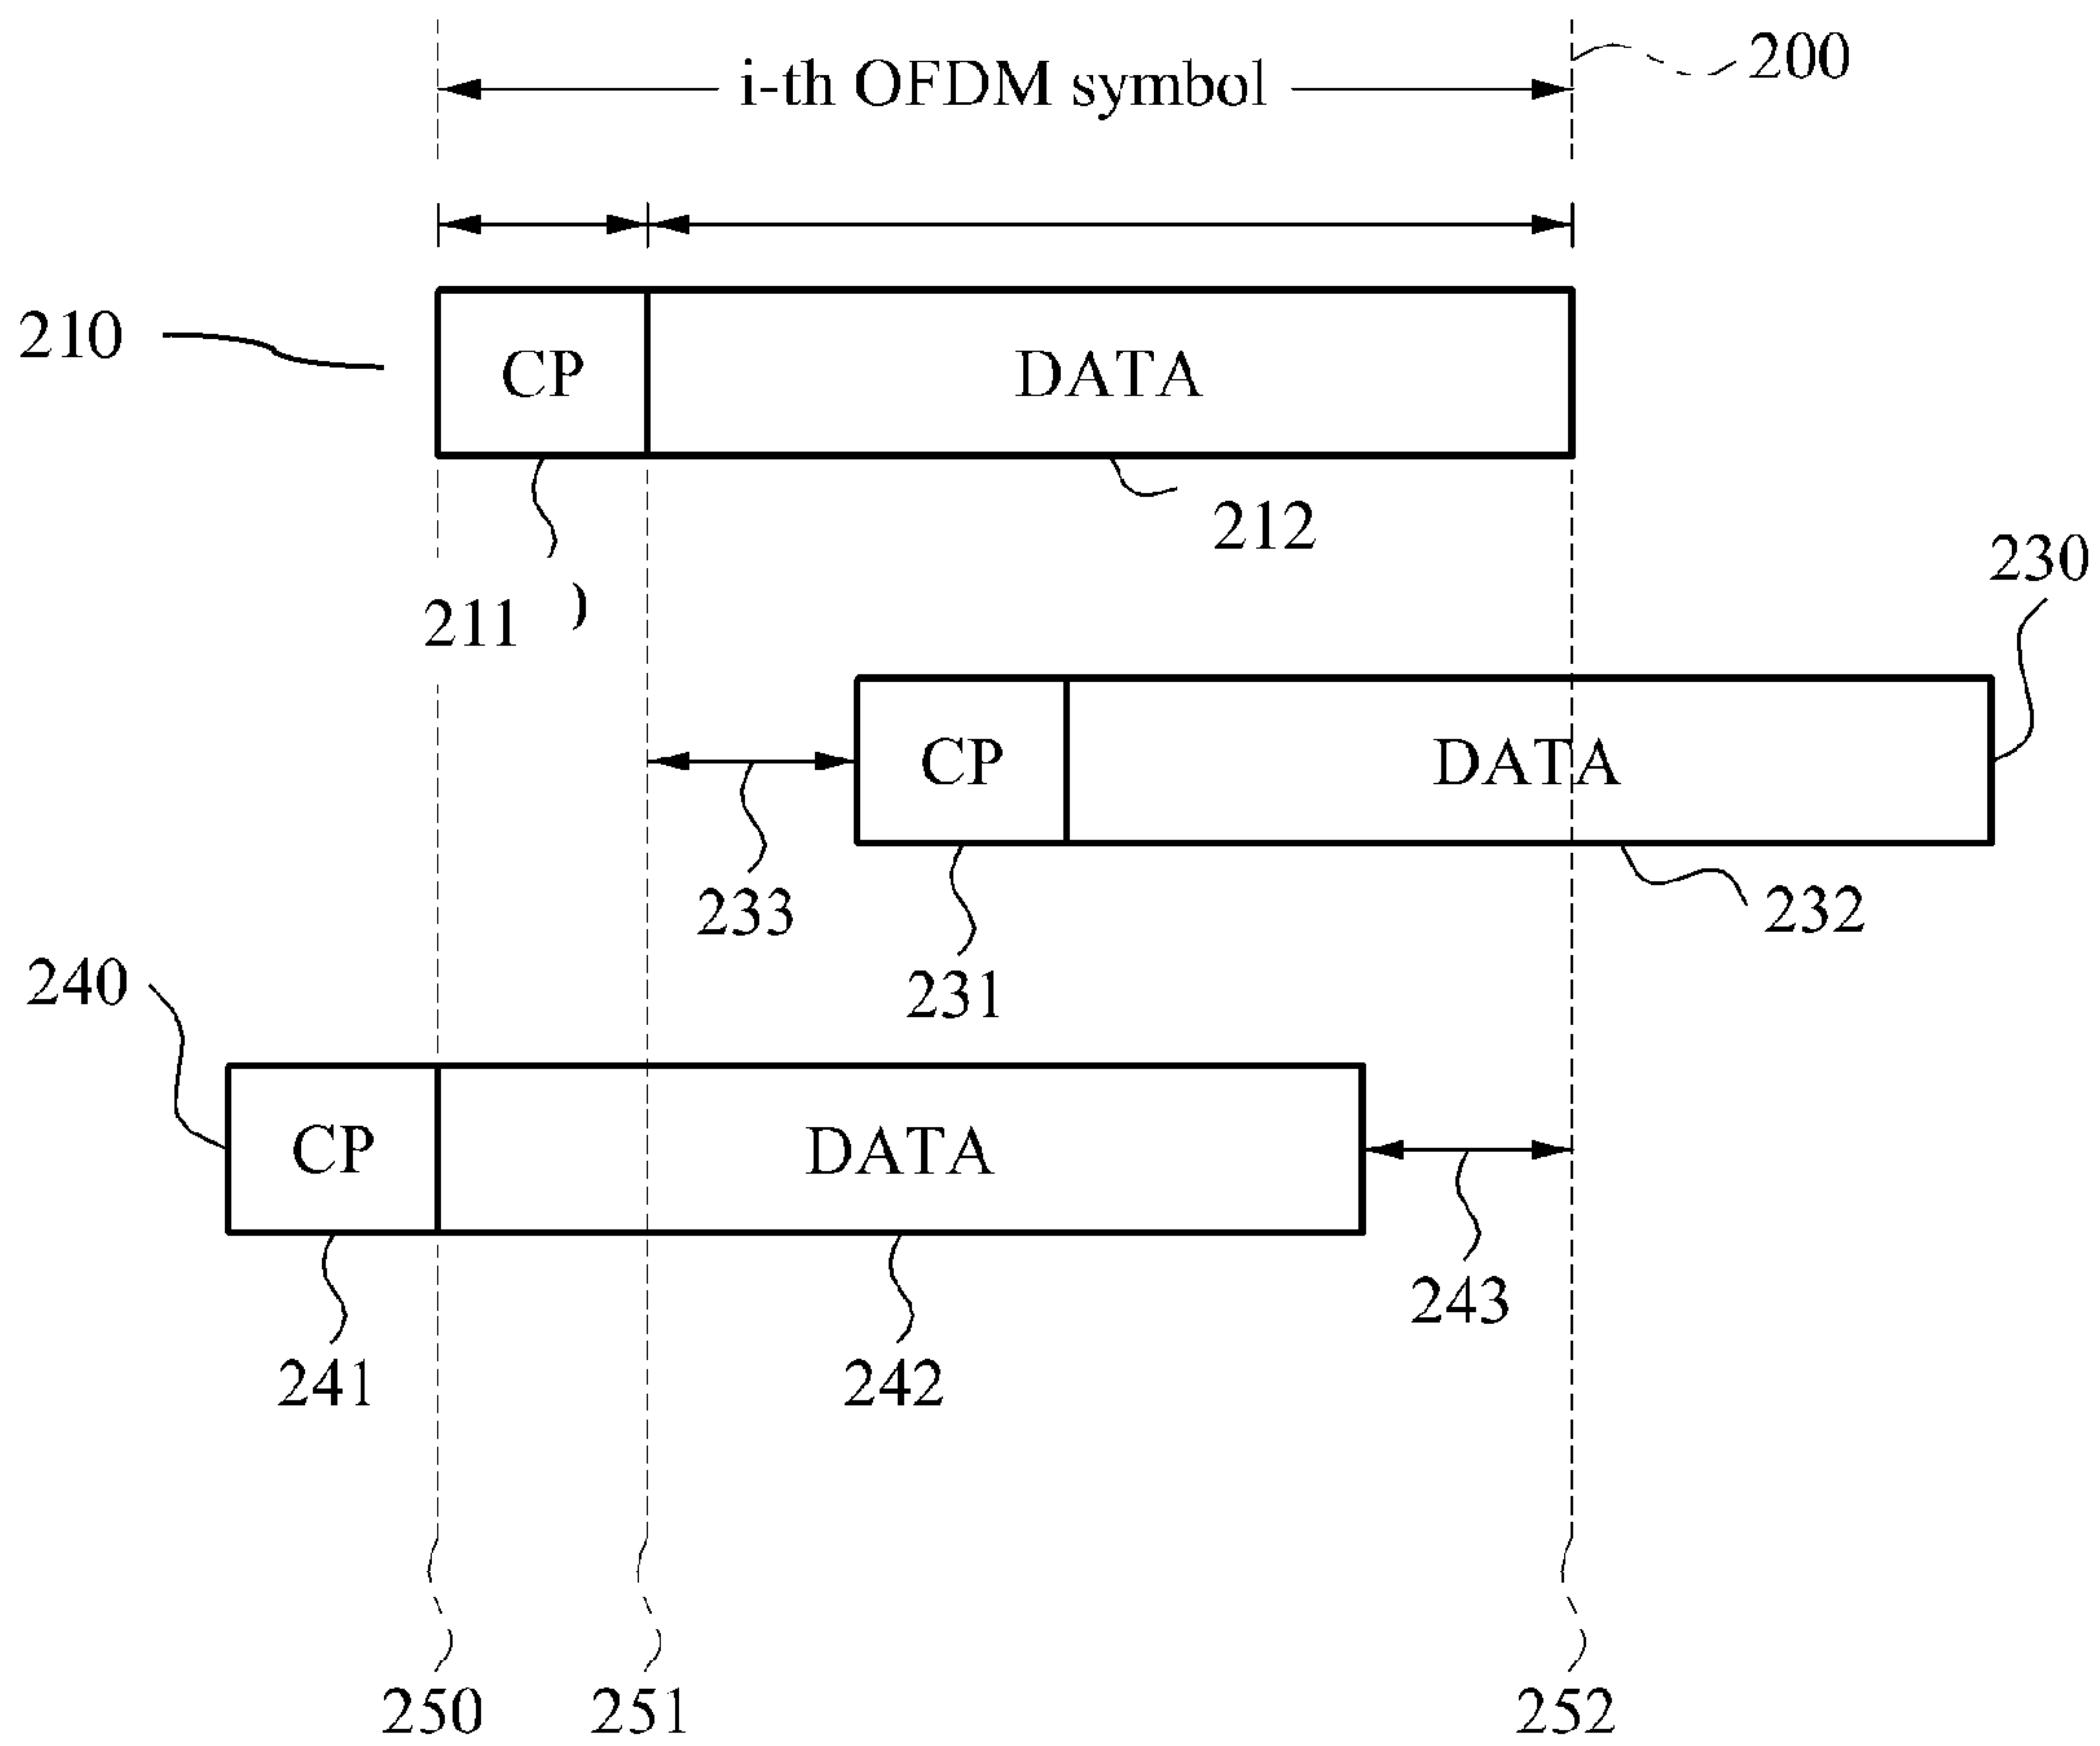 i-th OFDM symbol
200
210
CP
DATA
211
212
230
CP
DATA
233
231
232
240
CP
DATA
241
242
243
250
251
252